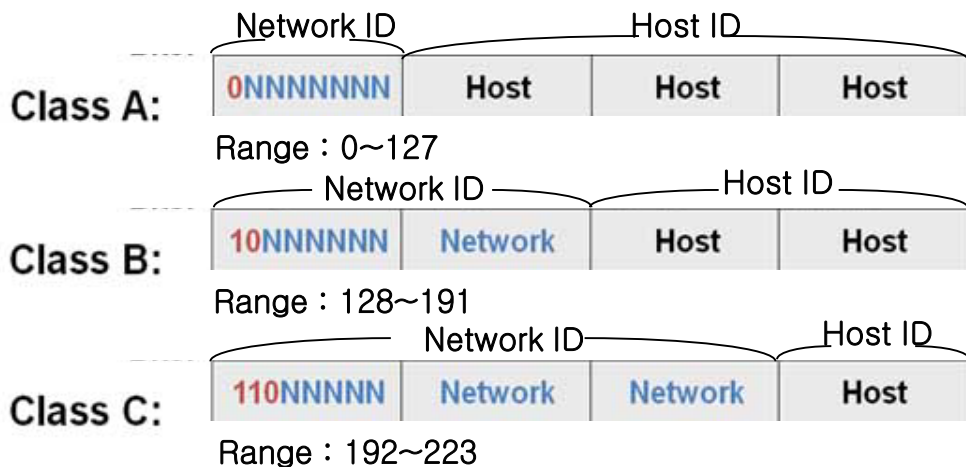 Network ID Host ID
Class A: 0NNNNNNN Host Host Host
Range : 0~127
Network ID Host ID
Class B: 10NNNNNN Network Host Host
Range : 128~191
Network ID Host ID
Class C: 110NNNNN Network Network Host
Range : 192~223